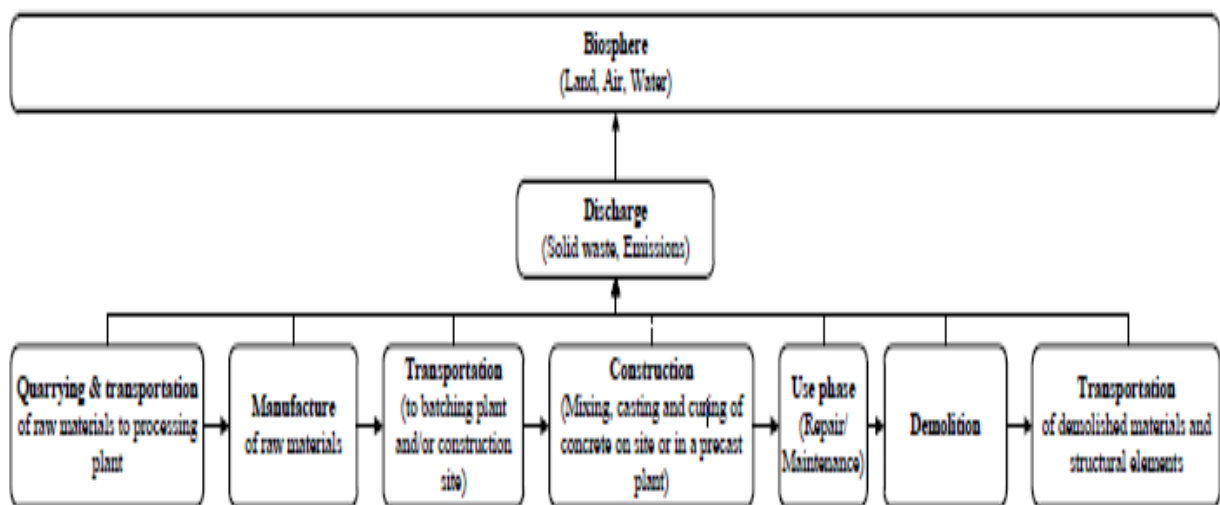 Biosphere
(Land, Air, Water)
Discharge
(Solid waste, Emissions)
Quarrying & transportation
of raw materials to processing
plant
Manufacture
of raw materials
Transportation
(to batching plant
and/or construction
site)
Construction
(Mixing, casting and curing of
concrete on site or in a precast
plant)
Use phase
(Repair/
Maintenance)
Demolition
Transportation
of demolished materials and
structural elements